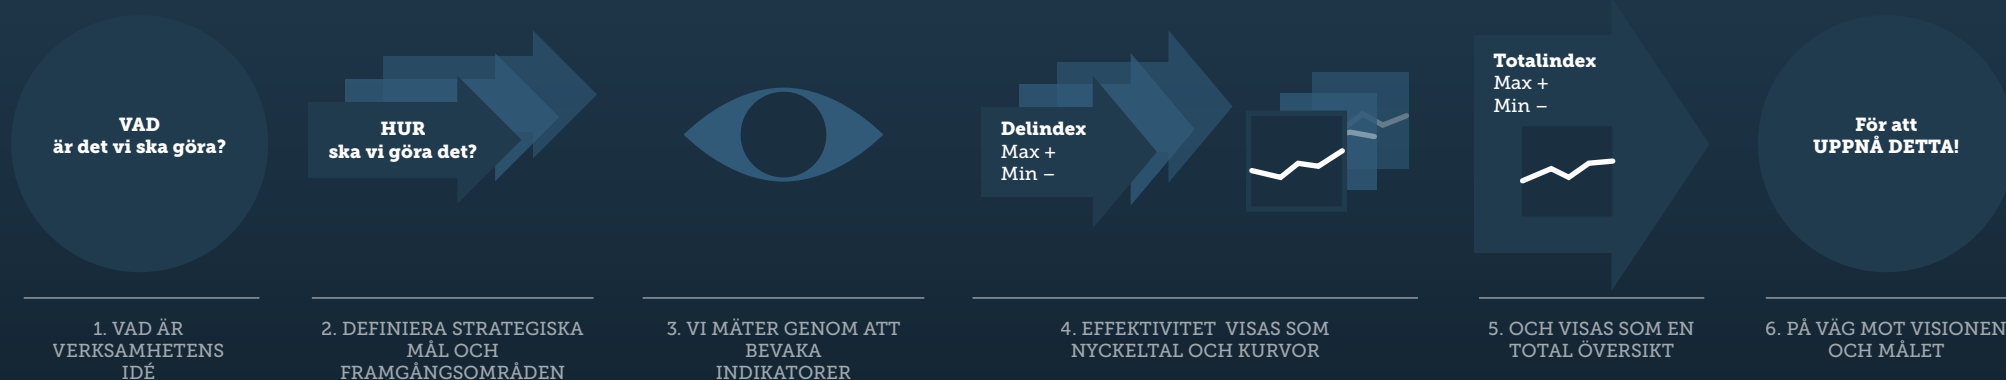 VAD
är det vi ska göra?
HUR
ska vi göra det?
Delindex
Max +
Min –
Totalindex
Max +
Min –
För att
UPPNÅ DETTA!
1. VAD ÄR
VERKSAMHETENS
IDÉ
2. DEFINIERA STRATEGISKA
MÅL OCH
FRAMGÅNGSOMRÅDEN
3. VI MÄTER GENOM ATT
BEVAKA
INDIKATORER
4. EFFEKTIVITET VISAS SOM
NYCKELTAL OCH KURVOR
5. OCH VISAS SOM EN
TOTAL ÖVERSIKT
6. PÅ VÄG MOT VISIONEN
OCH MÅLET